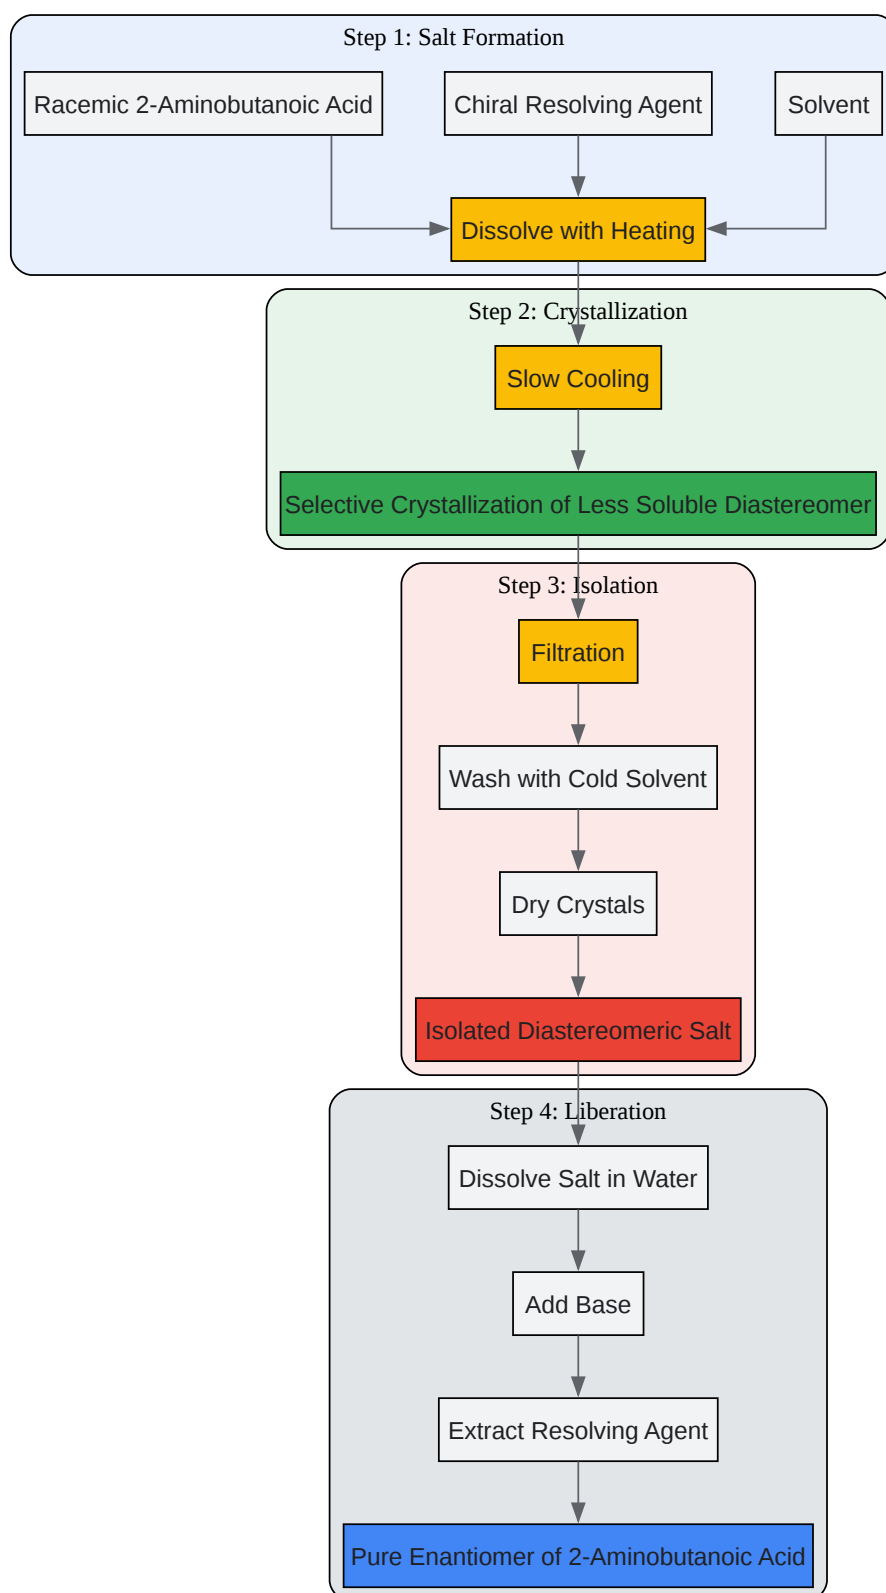 Step 1: Salt Formation
Racemic 2-Aminobutanoic Acid
Chiral Resolving Agent
Solvent
Dissolve with Heating
Step 2: Crystallization
Slow Cooling
Selective Crystallization of Less Soluble Diastereomer
Step 3: Isolation
Filtration
Wash with Cold Solvent
Dry Crystals
Isolated Diastereomeric Salt
Step 4: Liberation
Dissolve Salt in Water
Add Base
Extract Resolving Agent
Pure Enantiomer of 2-Aminobutanoic Acid